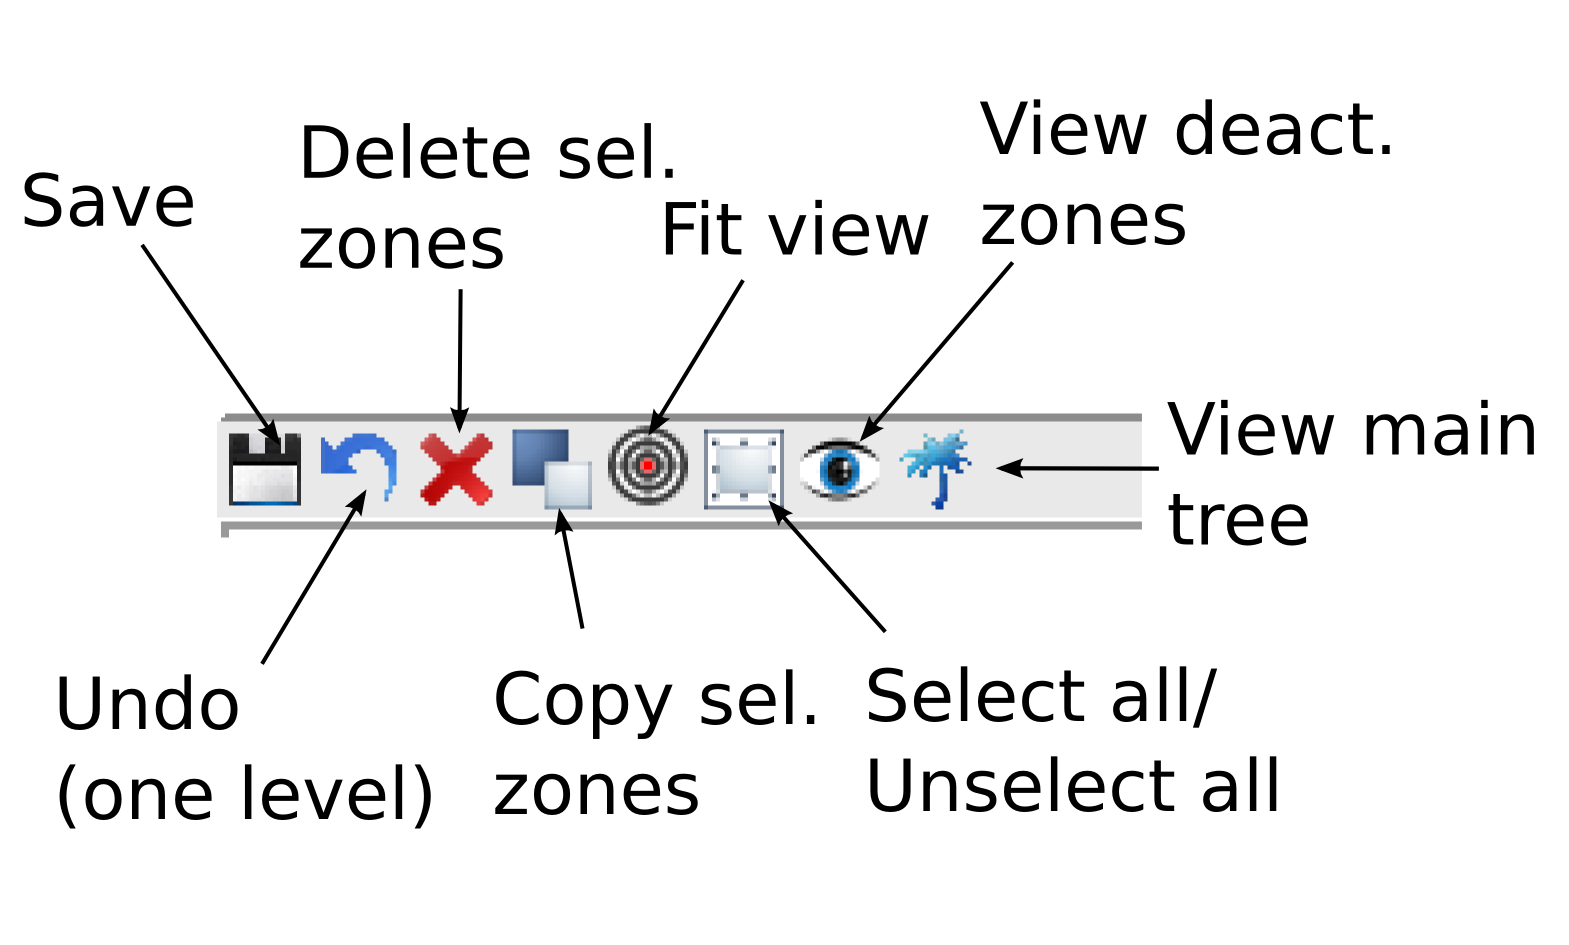 Save
Delete sel.
zones
Fit view
View deact.
zones
View main
tree
Undo
(one level)
Copy sel.
zones
Select all/
Unselect all